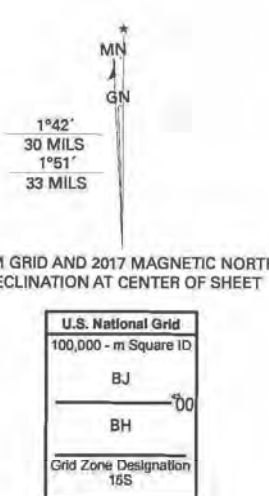 MN
GN
1°42´
30 MILS
1°51´
33 MILS
GRID AND 2017 MAGNETIC NORTH
AT CENTER OF SHEET
U.S. National Grid
100,000 - m Square ID
BJ
00
BH
Grid Zone Designation
15S